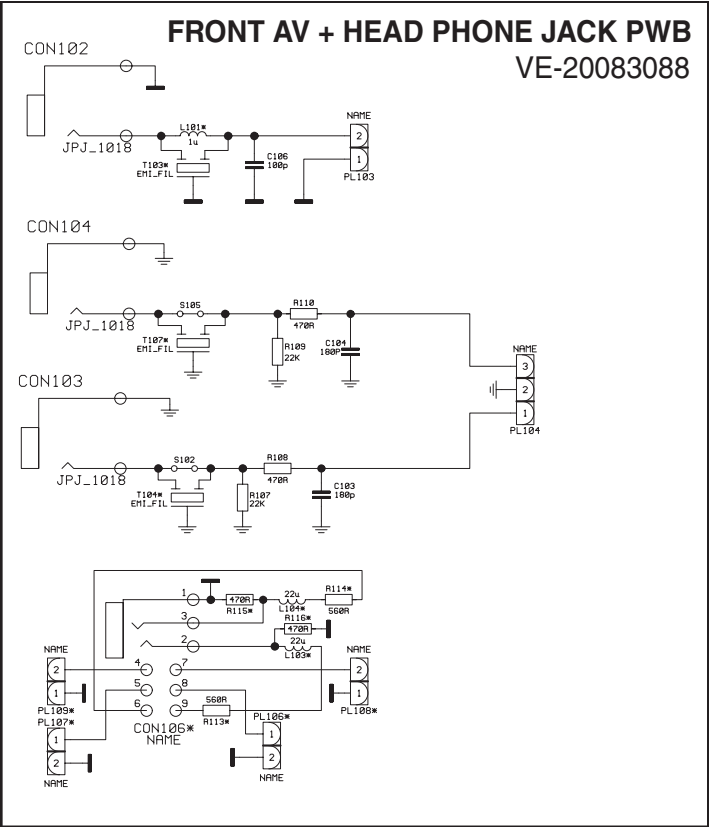 FRONT AV + HEAD PHONE JACK PWB
VE-20083088
CON102
JPJ_1018
L101*
1u
T103*
EMI_FIL
C106
100p
NAME
2
1
PL103
CON104
JPJ_1018
S105
T107*
EMI_FIL
R109
22K
R110
470R
C104
180P
NAME
3
2
1
PL104
CON103
JPJ_1018
S102
T104*
EMI_FIL
R107
22K
R108
470R
C103
180p
1
3
2
470R
R115*
22u
L104*
R114*
560R
R116*
470R
22u
L103*
NAME
2
1
PL109*
PL107*
1
2
NAME
4
5
6
7
8
9
CON106*
NAME
560R
R113*
PL106*
1
2
NAME
NAME
2
1
PL108*